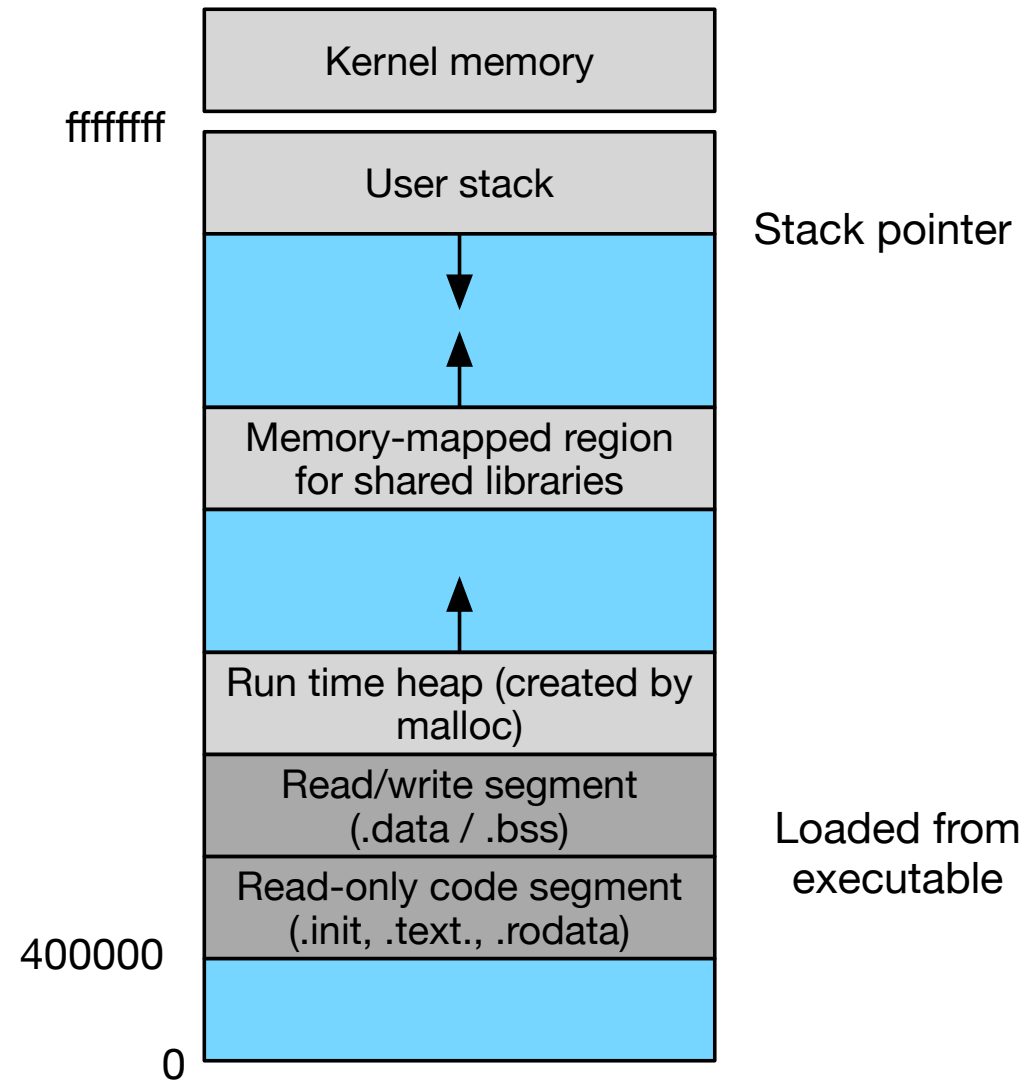 Kernel memory
ffffffff
User stack
Stack pointer
Memory-mapped region
for shared libraries
Run time heap (created by
malloc)
Read/write segment
(.data / .bss)
Loaded from
executable
Read-only code segment
(.init, .text., .rodata)
400000
0